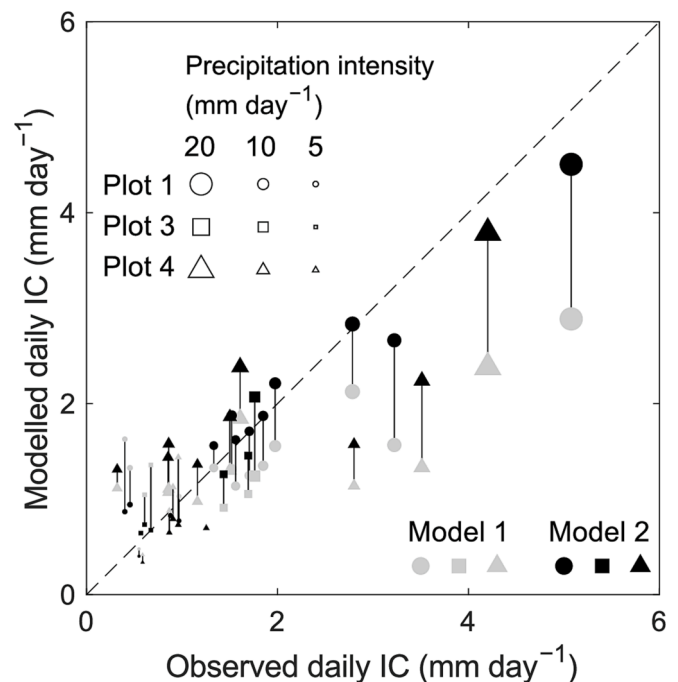 6
4
2
0
Modelled daily IC (mm day⁻¹)
Precipitation intensity
(mm day⁻¹)
20 10 5
Plot 1
Plot 3
Plot 4
Model 1 Model 2
0 2 4 6
Observed daily IC (mm day⁻¹)